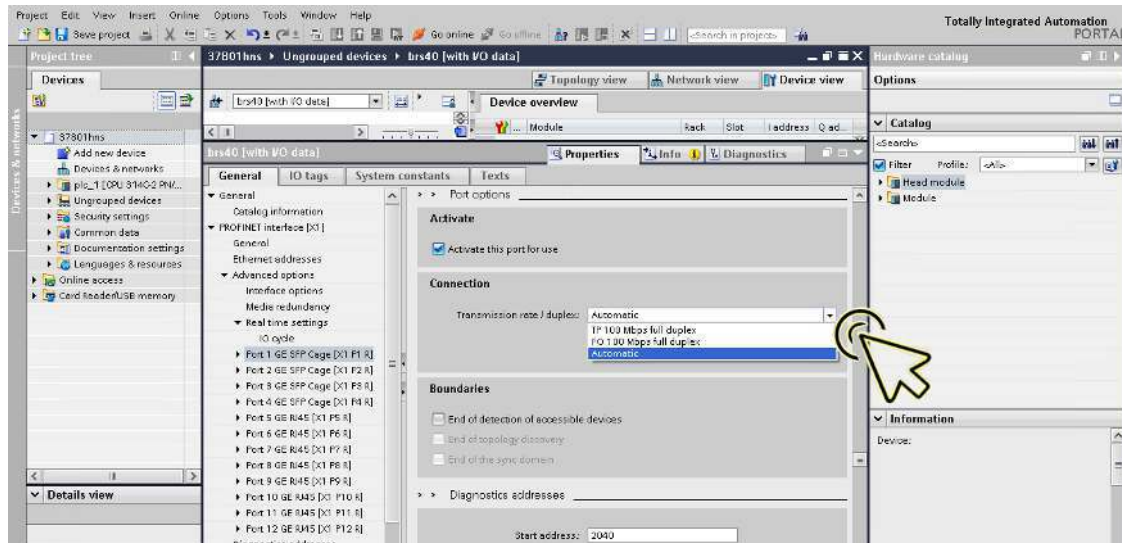 Project Edit View Insert Online Options Tools Window Help
Totally Integrated Automation
PORTAL
Save project
Go online
Go offline
<Search in project>
Project tree
37801hns ▸ Ungrouped devices ▸ brs40 [with I/O data]
Hardware catalog
Devices
Topology view
Network view
Device view
Options
brs40 [with I/O data]
Device overview
Module
Rack
Slot
I address
Q ad...
Catalog
<Search>
Filter
Profile:
<All>
Head module
Module
Devices & networks
37801hns
Add new device
Devices & networks
plc_1 [CPU 314C-2 PN/...
Ungrouped devices
Security settings
Common data
Documentation settings
Languages & resources
Online access
Card Reader/USB memory
Details view
brs40 [with I/O data]
Properties
Info
Diagnostics
General
IO tags
System constants
Texts
General
Catalog information
PROFINET interface [X1]
General
Ethernet addresses
Advanced options
Interface options
Media redundancy
Real time settings
IO cycle
Port 1 GE SFP Cage [X1 P1 R]
Port 2 GE SFP Cage [X1 P2 R]
Port 3 GE SFP Cage [X1 P3 R]
Port 4 GE SFP Cage [X1 P4 R]
Port 5 GE RJ45 [X1 P5 R]
Port 6 GE RJ45 [X1 P6 R]
Port 7 GE RJ45 [X1 P7 R]
Port 8 GE RJ45 [X1 P8 R]
Port 9 GE RJ45 [X1 P9 R]
Port 10 GE RJ45 [X1 P10 R]
Port 11 GE RJ45 [X1 P11 R]
Port 12 GE RJ45 [X1 P12 R]
Port options
Activate
Activate this port for use
Connection
Transmission rate / duplex:
Automatic
TP 100 Mbps full duplex
FO 100 Mbps full duplex
Automatic
Boundaries
End of detection of accessible devices
End of topology discovery
End of the sync domain
Diagnostics addresses
Start address:
2040
Information
Device: